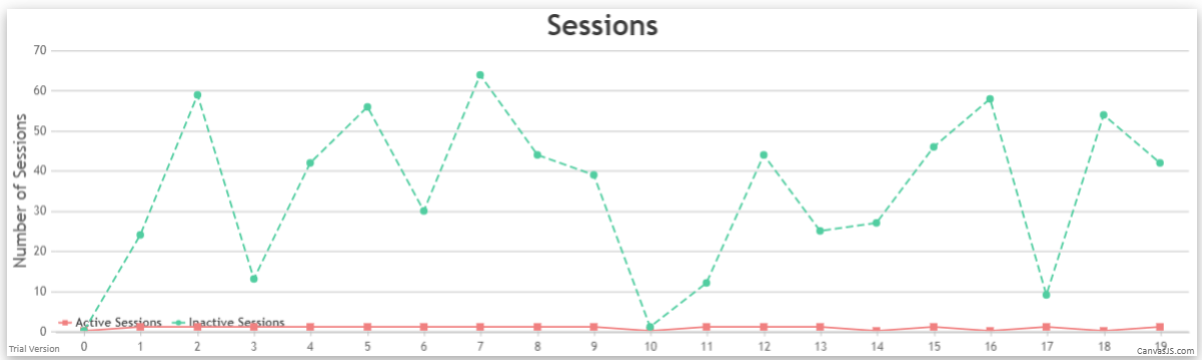 Sessions
Number of Sessions
70
60
50
40
30
20
10
0
Active Sessions Inactive Sessions
0 1 2 3 4 5 6 7 8 9 10 11 12 13 14 15 16 17 18 19
Trial Version
CanvasJS.com